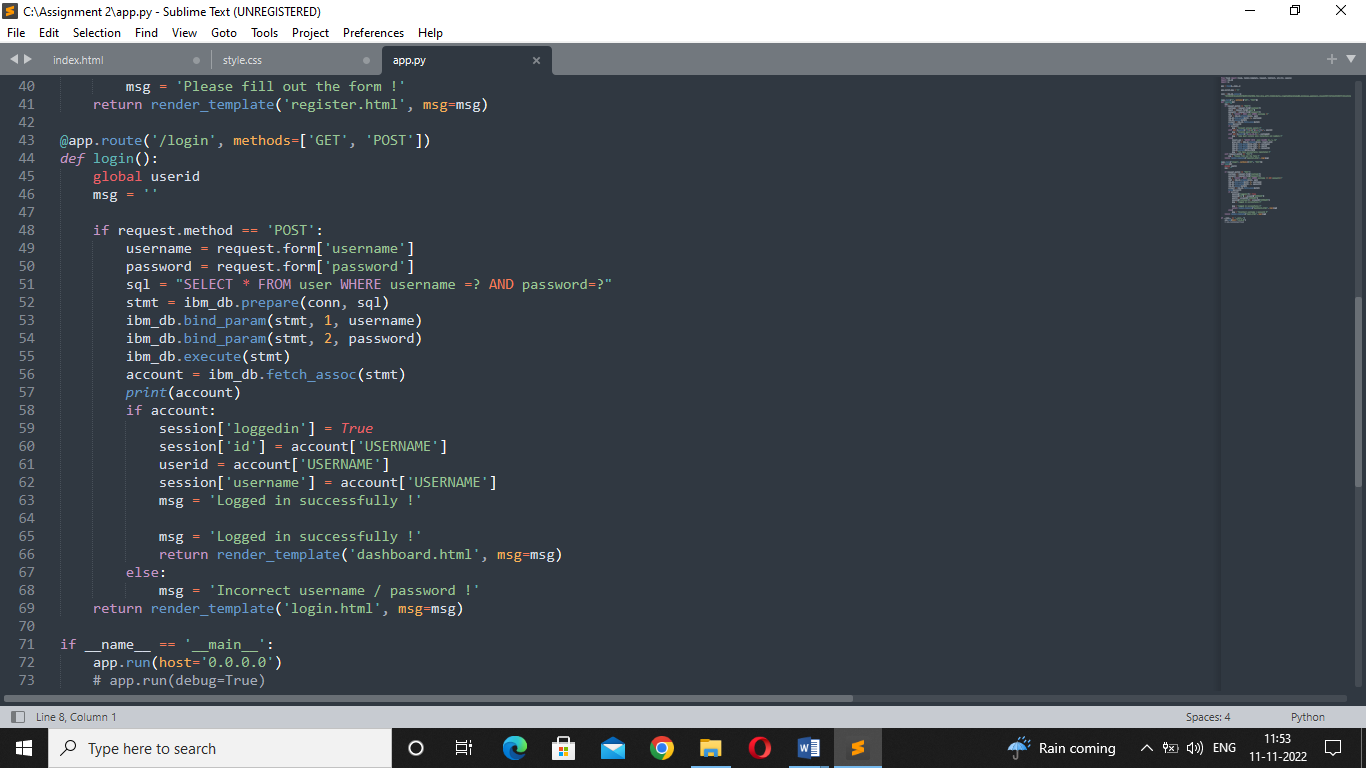 C:\Assignment 2\app.py - Sublime Text (UNREGISTERED)
File Edit Selection Find View Goto Tools Project Preferences Help
index.html style.css app.py
40 msg = 'Please fill out the form !'
41 return render_template('register.html', msg=msg)
42
43 @app.route('/login', methods=['GET', 'POST'])
44 def login():
45 global userid
46 msg = ''
47
48 if request.method == 'POST':
49 username = request.form['username']
50 password = request.form['password']
51 sql = "SELECT * FROM user WHERE username =? AND password=?"
52 stmt = ibm_db.prepare(conn, sql)
53 ibm_db.bind_param(stmt, 1, username)
54 ibm_db.bind_param(stmt, 2, password)
55 ibm_db.execute(stmt)
56 account = ibm_db.fetch_assoc(stmt)
57 print(account)
58 if account:
59 session['loggedin'] = True
60 session['id'] = account['USERNAME']
61 userid = account['USERNAME']
62 session['username'] = account['USERNAME']
63 msg = 'Logged in successfully !'
64
65 msg = 'Logged in successfully !'
66 return render_template('dashboard.html', msg=msg)
67 else:
68 msg = 'Incorrect username / password !'
69 return render_template('login.html', msg=msg)
70
71 if __name__ == '__main__':
72 app.run(host='0.0.0.0')
73 # app.run(debug=True)
Line 8, Column 1 Spaces: 4 Python
Type here to search Rain coming ENG 11:53
11-11-2022